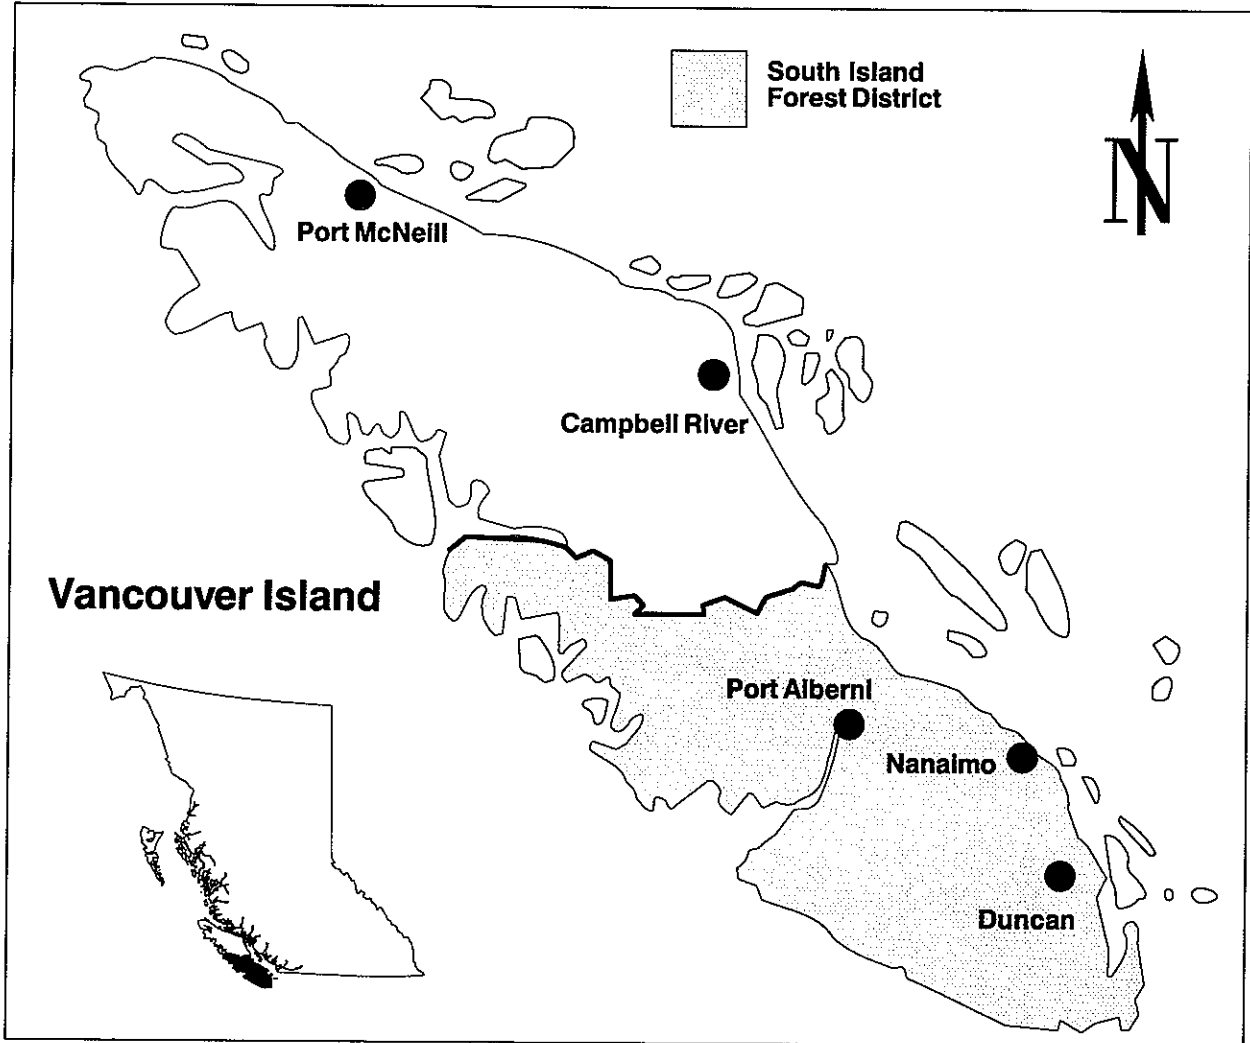 South Island
Forest District
N
Port McNeill
Campbell River
Vancouver Island
Port Alberni
Nanaimo
Duncan